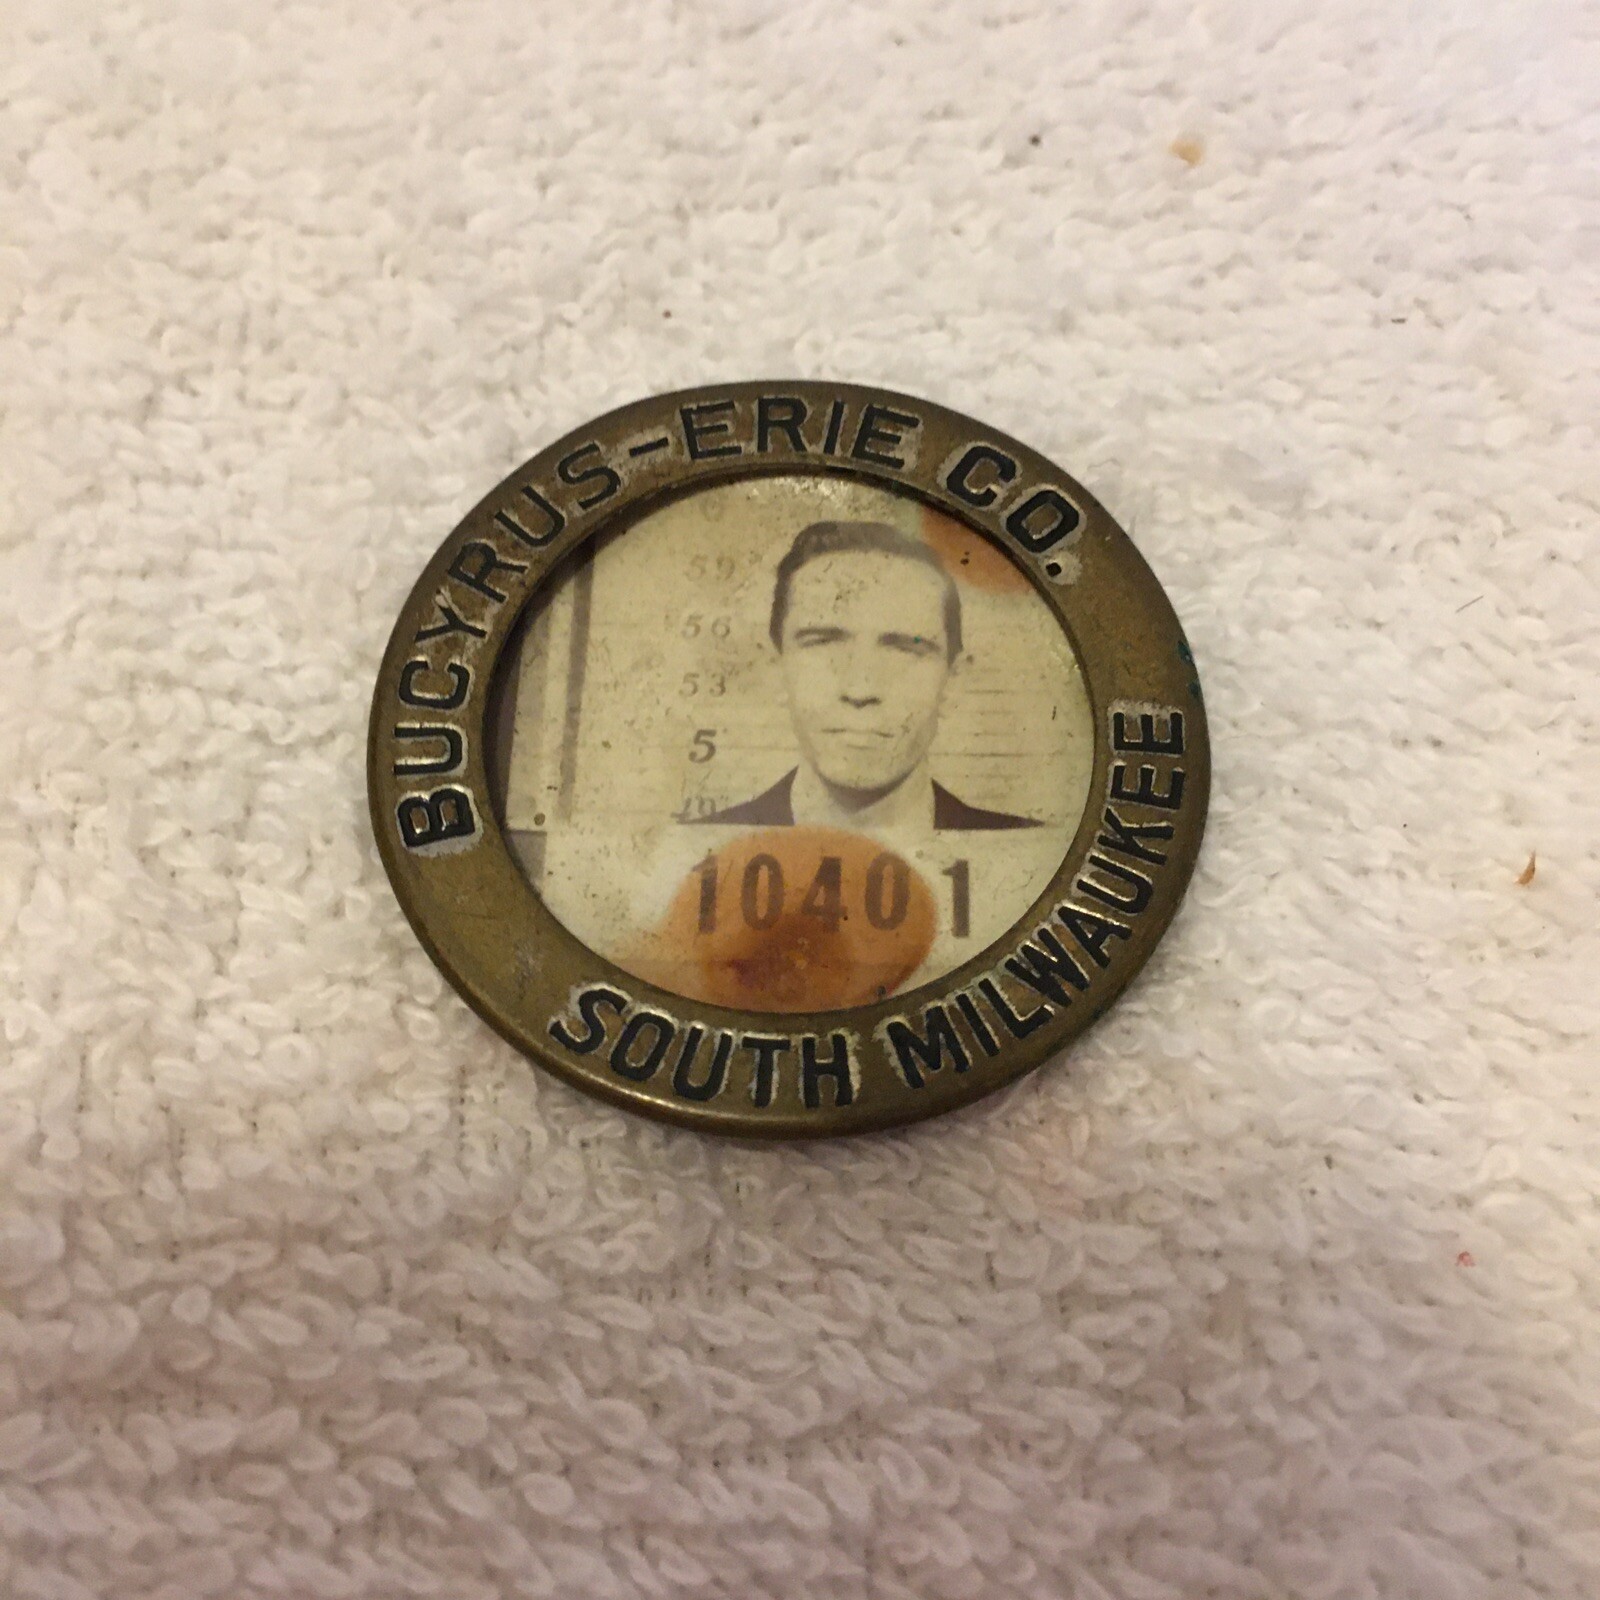 BUCYRUS-ERIE CO.
59
56
53
5
10401
SOUTH MILWAUKEE